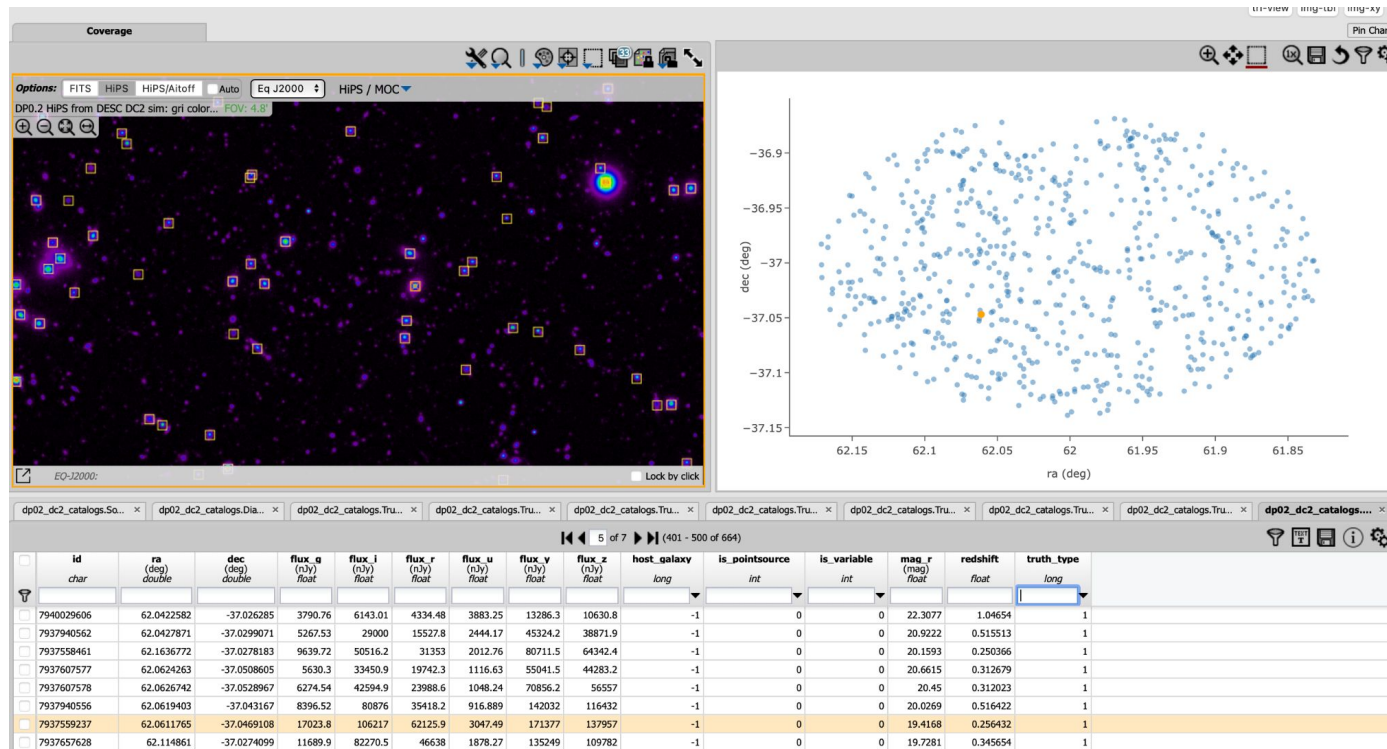 tri-view img-tbl img-xy
Coverage
Pin Char
33
1x
Options: FITS HiPS HiPS/Aitoff Auto Eq J2000 HiPS / MOC
DP0.2 HiPS from DESC DC2 sim: gri color... FOV: 4.8'
EQ-J2000:
Lock by click
−36.9
−36.95
−37
−37.05
−37.1
−37.15
dec (deg)
62.15 62.1 62.05 62 61.95 61.9 61.85
ra (deg)
dp02_dc2_catalogs.So... × dp02_dc2_catalogs.Dia... × dp02_dc2_catalogs.Tru... × dp02_dc2_catalogs.Tru... × dp02_dc2_catalogs.Tru... × dp02_dc2_catalogs.Tru... × dp02_dc2_catalogs.Tru... × dp02_dc2_catalogs.Tru... × dp02_dc2_catalogs.Tru... × dp02_dc2_catalogs.... ×
5 of 7 (401 - 500 of 664)
TEXT T i
id ra dec flux_g flux_i flux_r flux_u flux_y flux_z host_galaxy is_pointsource is_variable mag_r redshift truth_type
(deg) (deg) (nJy) (nJy) (nJy) (nJy) (nJy) (nJy) (mag)
char double double float float float float float float long int int float float long
7940029606 62.0422582 -37.026285 3790.76 6143.01 4334.48 3883.25 13286.3 10630.8 -1 0 0 22.3077 1.04654 1
7937940562 62.0427871 -37.0299071 5267.53 29000 15527.8 2444.17 45324.2 38871.9 -1 0 0 20.9222 0.515513 1
7937558461 62.1636772 -37.0278183 9639.72 50516.2 31353 2012.76 80711.5 64342.4 -1 0 0 20.1593 0.250366 1
7937607577 62.0624263 -37.0508605 5630.3 33450.9 19742.3 1116.63 55041.5 44283.2 -1 0 0 20.6615 0.312679 1
7937607578 62.0626742 -37.0528967 6274.54 42594.9 23988.6 1048.24 70856.2 56557 -1 0 0 20.45 0.312023 1
7937940556 62.0619403 -37.043167 8396.52 80876 35418.2 916.889 142032 116432 -1 0 0 20.0269 0.516422 1
7937559237 62.0611765 -37.0469108 17023.8 106217 62125.9 3047.49 171377 137957 -1 0 0 19.4168 0.256432 1
7937657628 62.114861 -37.0274099 11689.9 82270.5 46638 1878.27 135249 109782 -1 0 0 19.7281 0.345654 1